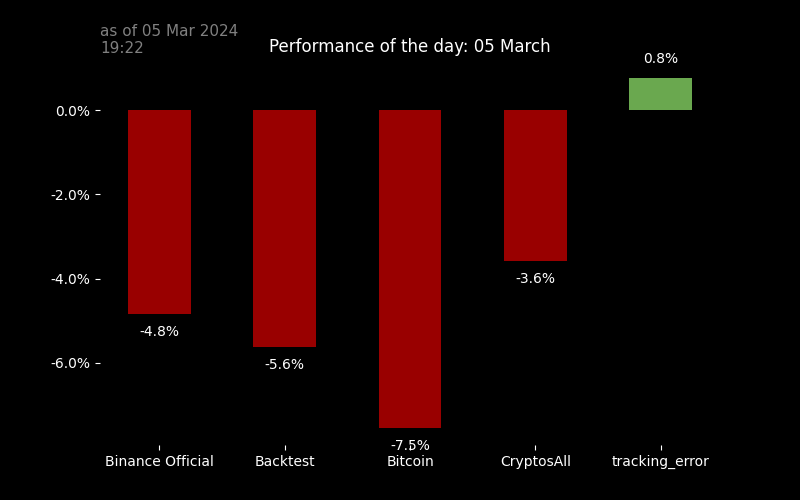 as of 05 Mar 2024
19:22
Performance of the day: 05 March
0.8%
0.0%
-2.0%
-4.0%
-6.0%
-4.8%
-5.6%
-7.5%
-3.6%
Binance Official
Backtest
Bitcoin
CryptosAll
tracking_error